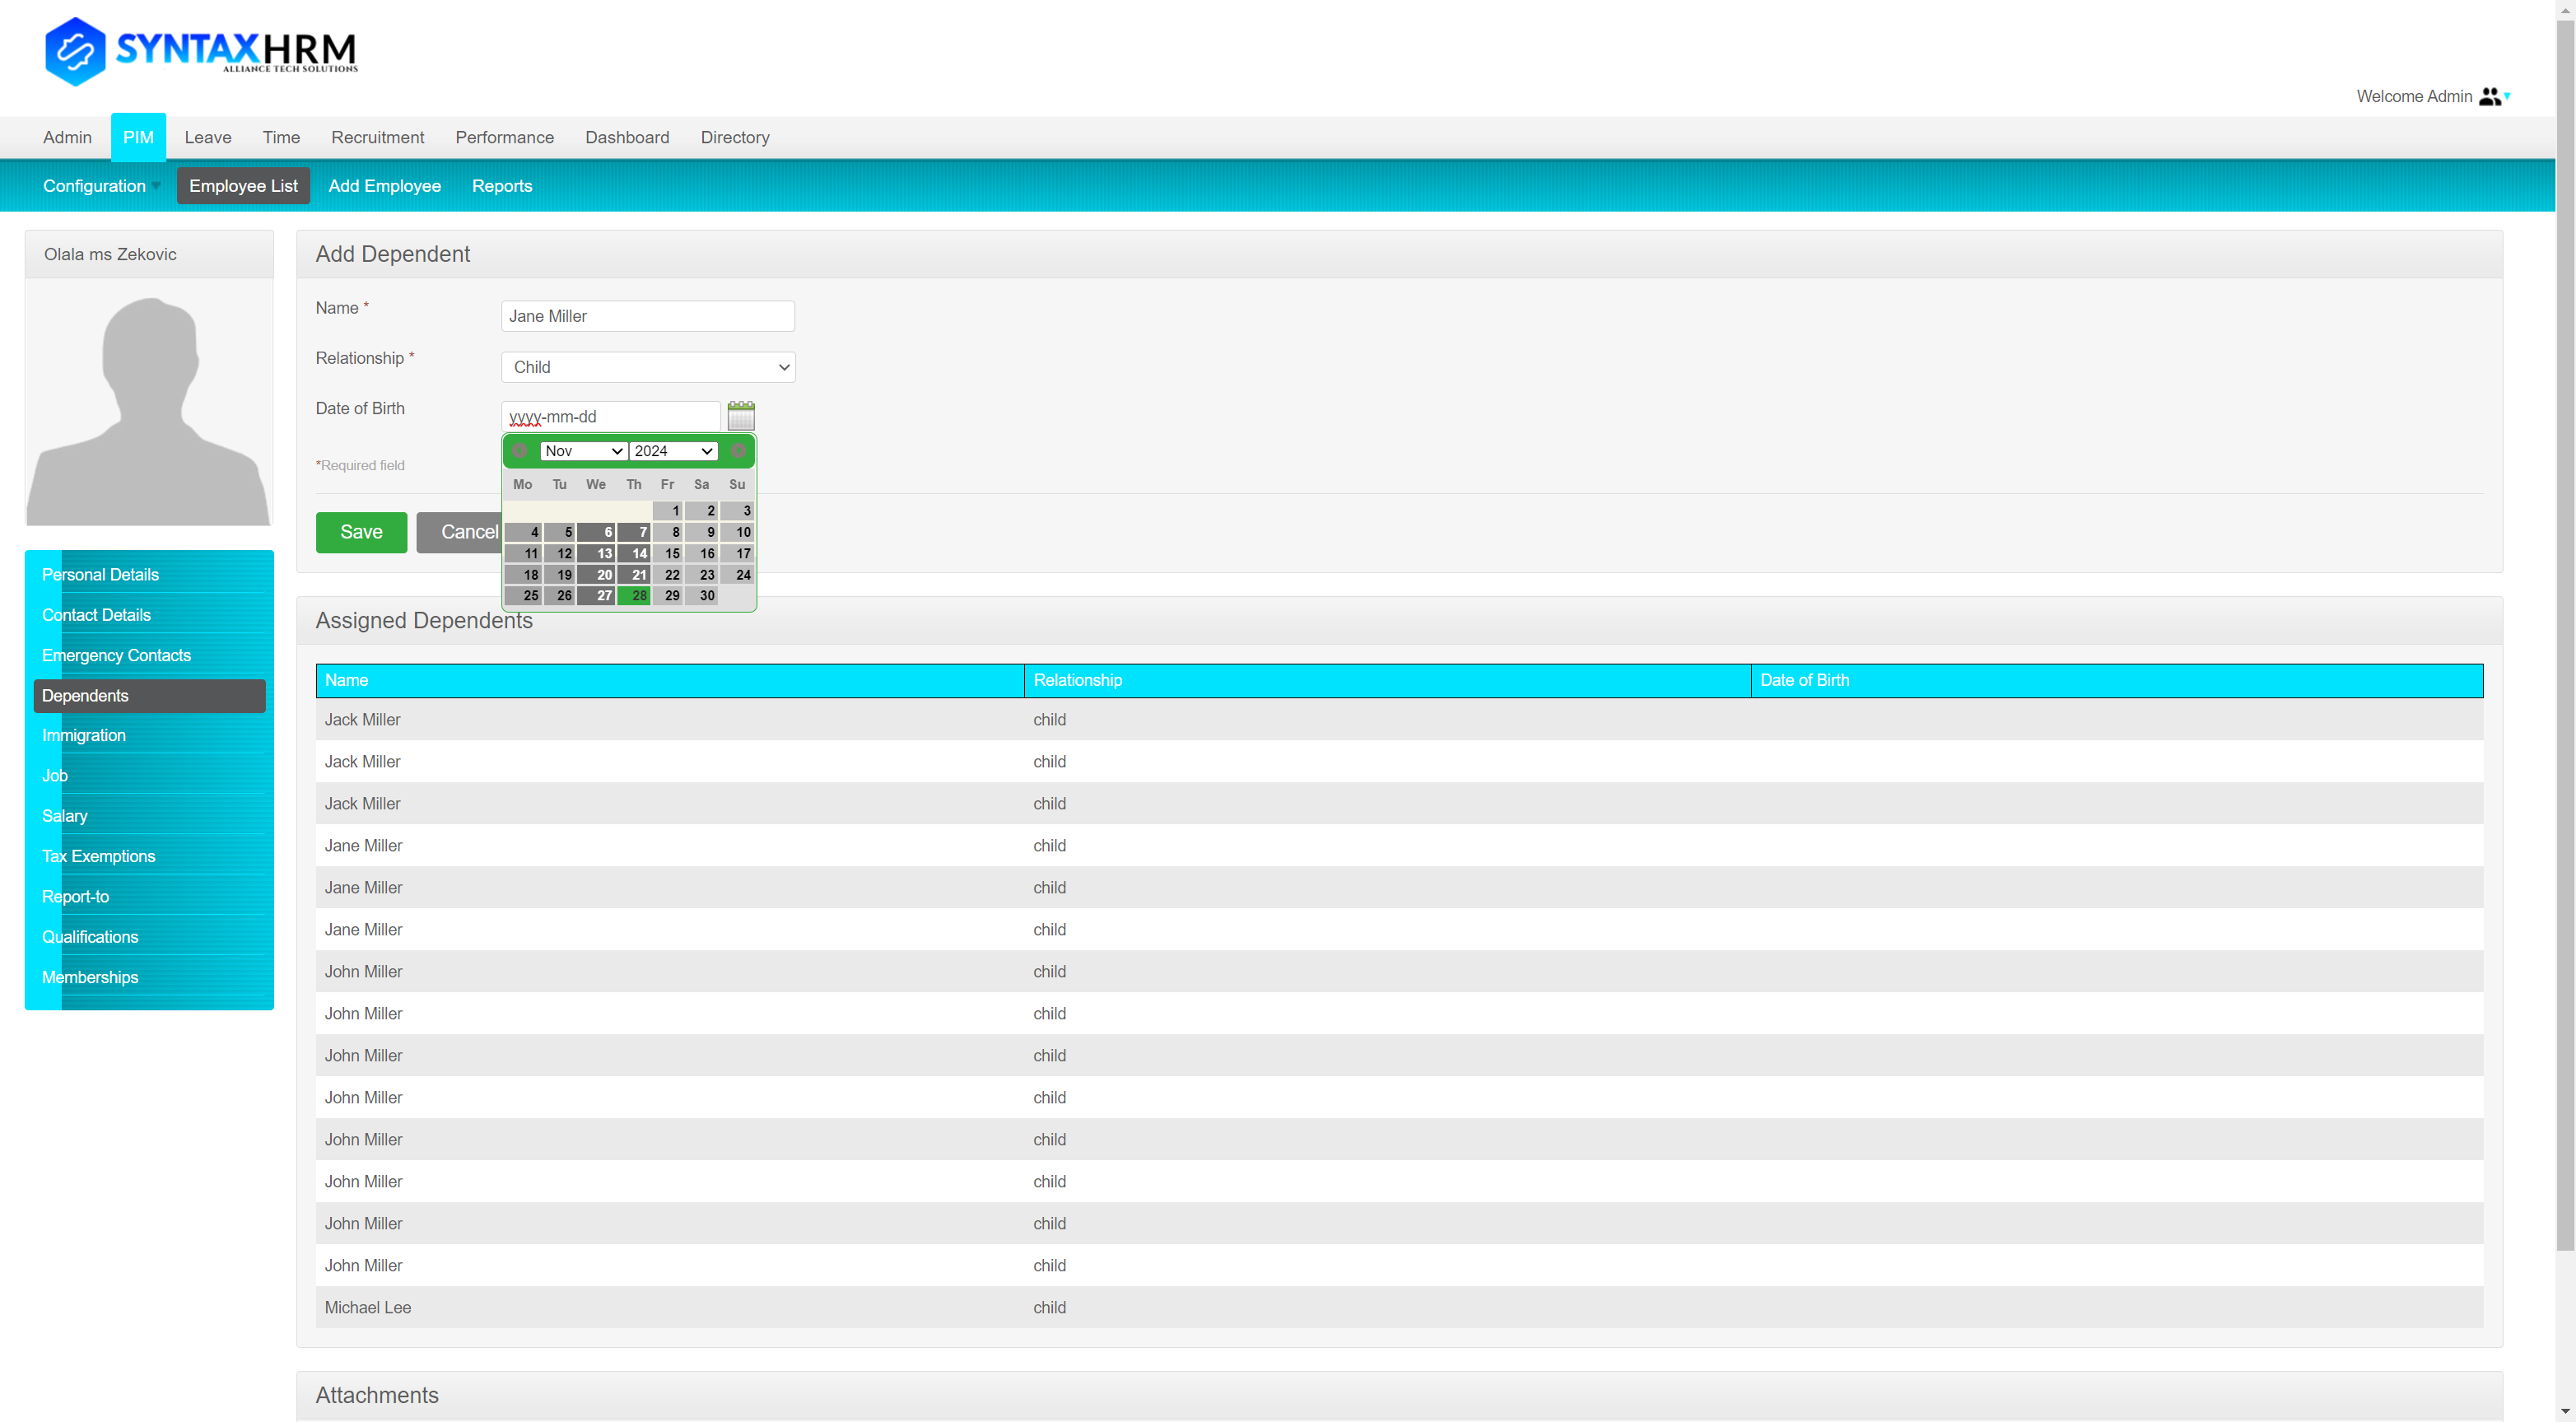 SYNTAXHRM
ALLIANCE TECH SOLUTIONS
Welcome Admin
Admin PIM Leave Time Recruitment Performance Dashboard Directory
Configuration Employee List Add Employee Reports
Olala ms Zekovic
Personal Details
Contact Details
Emergency Contacts
Dependents
Immigration
Job
Salary
Tax Exemptions
Report-to
Qualifications
Memberships
Add Dependent
Name * Jane Miller
Relationship * Child
Date of Birth yyyy-mm-dd
*Required field
Nov 2024
Mo Tu We Th Fr Sa Su
1 2 3
4 5 6 7 8 9 10
11 12 13 14 15 16 17
18 19 20 21 22 23 24
25 26 27 28 29 30
Save Cancel
Assigned Dependents
Name Relationship Date of Birth
Jack Miller child
Jack Miller child
Jack Miller child
Jane Miller child
Jane Miller child
Jane Miller child
John Miller child
John Miller child
John Miller child
John Miller child
John Miller child
John Miller child
John Miller child
John Miller child
Michael Lee child
Attachments